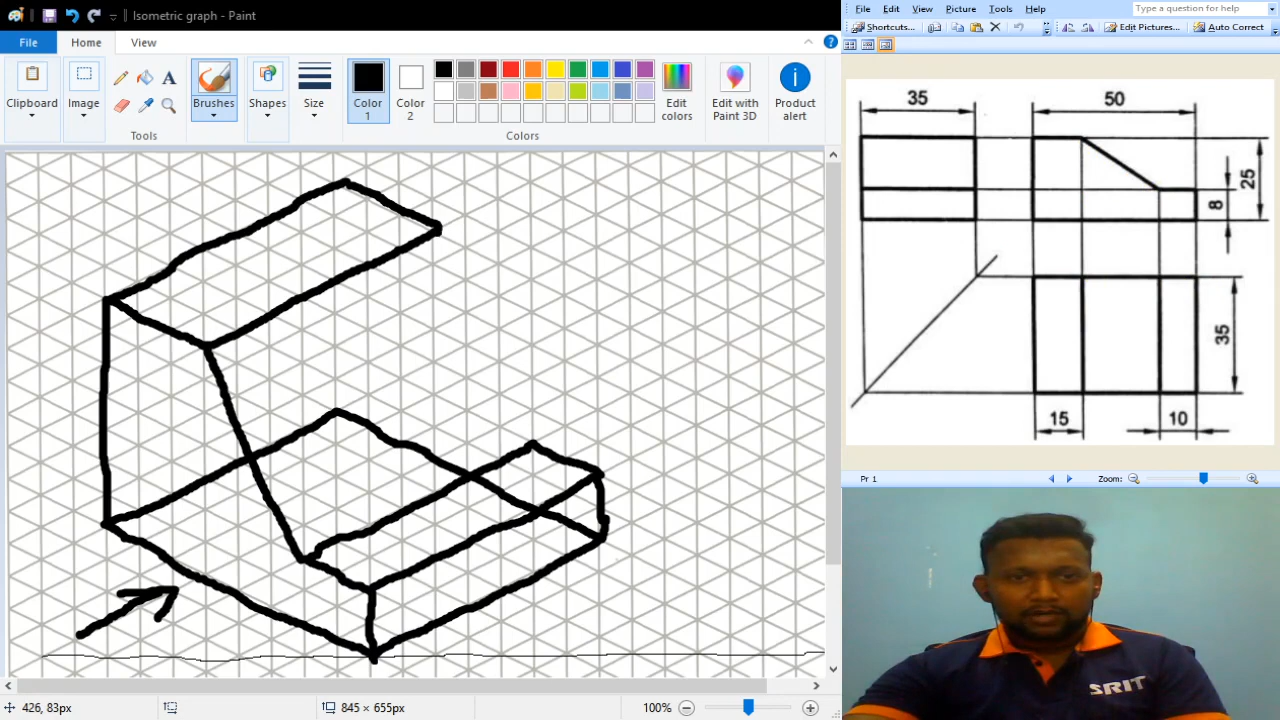 Isometric graph - Paint
File Home View
Clipboard
Image
Tools
Brushes
Shapes
Size
Color 1
Color 2
Colors
Edit colors
Edit with Paint 3D
Product alert
File Edit View Picture Tools Help
Type a question for help
Shortcuts... Edit Pictures... Auto Correct
35
50
25
8
35
15
10
Pr 1
Zoom:
SRIT
845 × 655px
100%